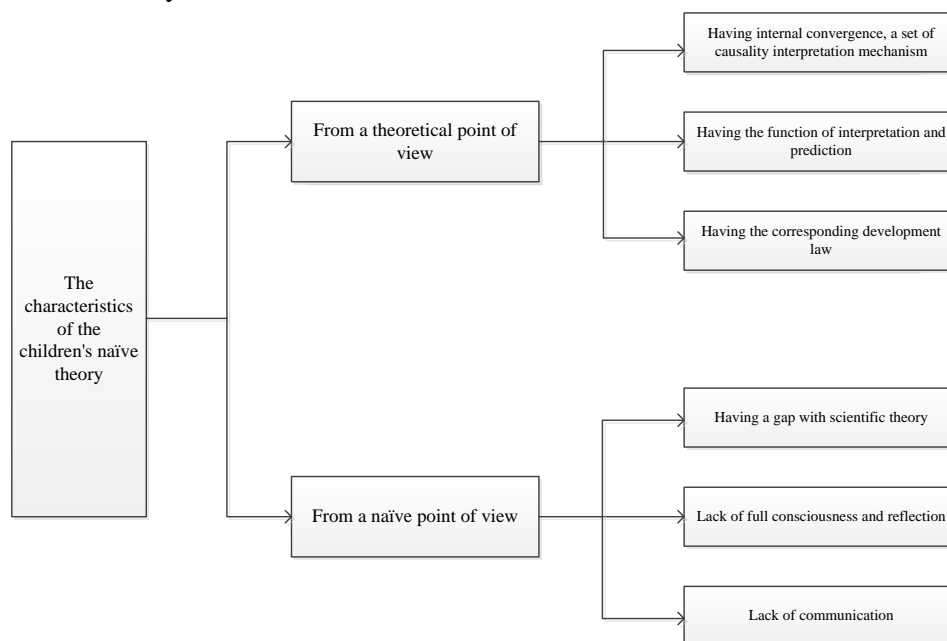 The
characteristics
of the
children's naïve
theory
From a theoretical point of
view
Having internal convergence, a set of
causality interpretation mechanism
Having the function of interpretation and
prediction
Having the corresponding development
law
From a naïve point of view
Having a gap with scientific theory
Lack of full consciousness and reflection
Lack of communication